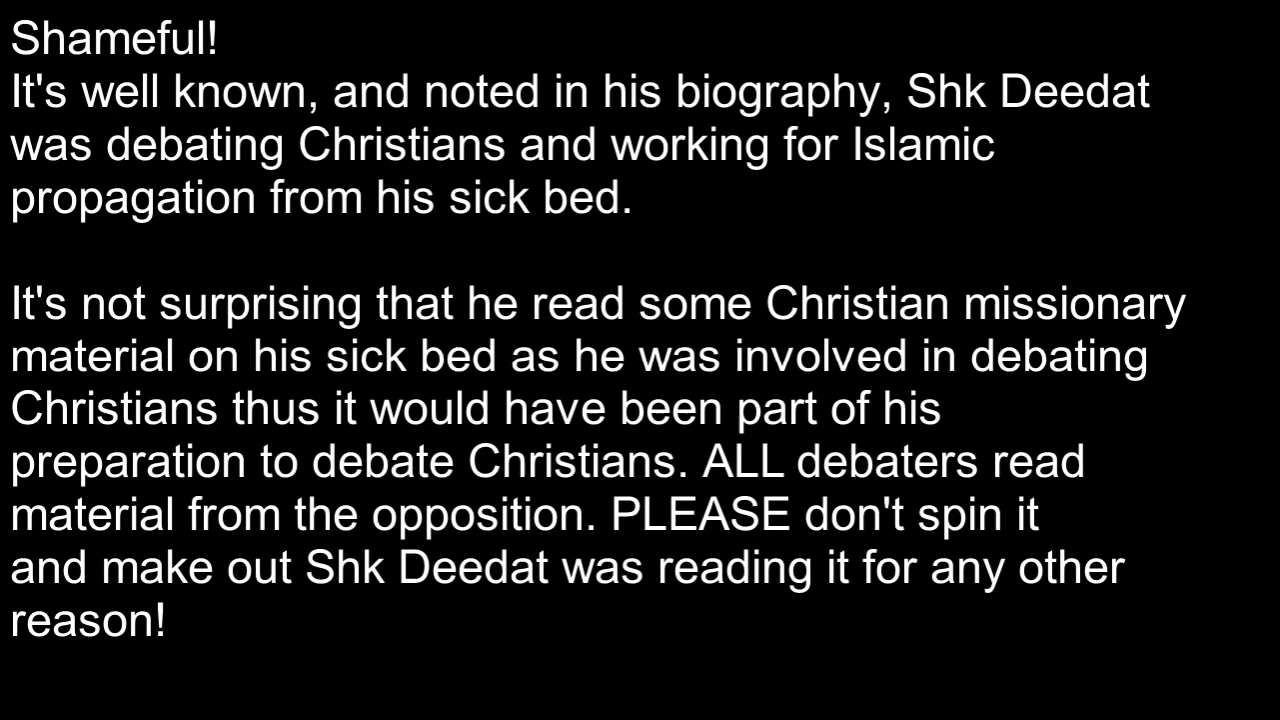 Shameful!
It's well known, and noted in his biography, Shk Deedat
was debating Christians and working for Islamic
propagation from his sick bed.
It's not surprising that he read some Christian missionary
material on his sick bed as he was involved in debating
Christians thus it would have been part of his
preparation to debate Christians. ALL debaters read
material from the opposition. PLEASE don't spin it
and make out Shk Deedat was reading it for any other
reason!